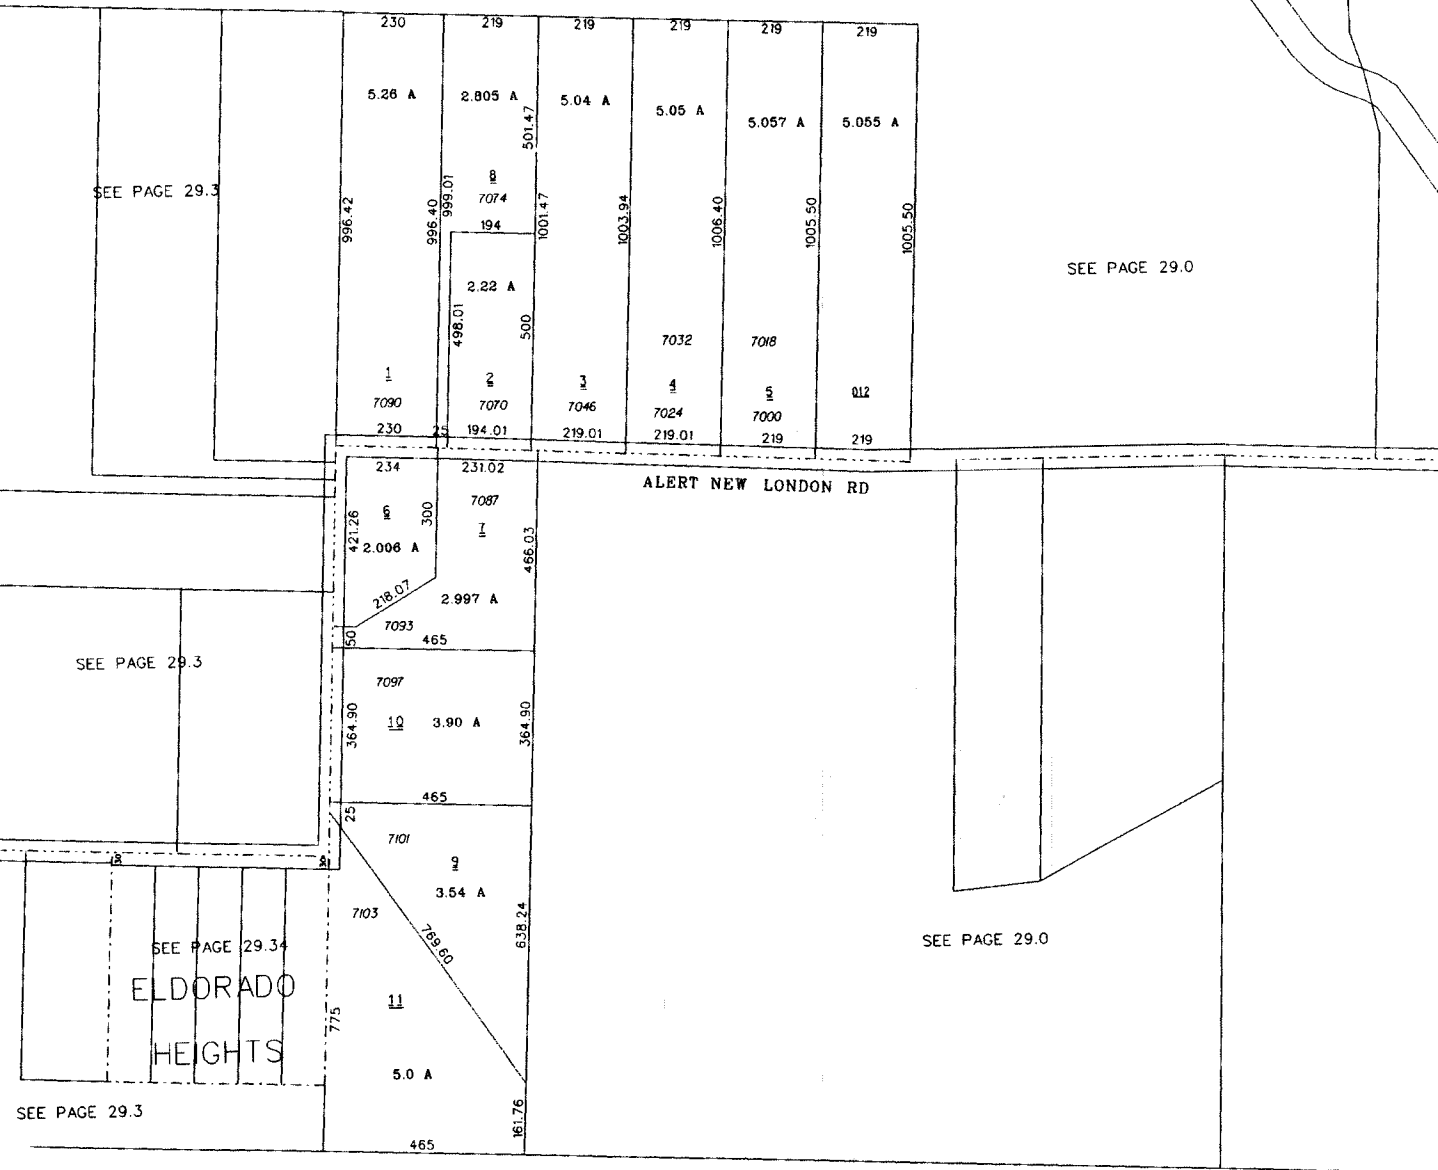 230 219 219 219 219 219
5.26 A 2.805 A 5.04 A 5.05 A 5.057 A 5.055 A
501.47
SEE PAGE 29.3
8
7074
194
996.42 996.40 999.01 1001.47 1003.94 1006.40 1005.50 1005.50
SEE PAGE 29.0
2.22 A
498.01 500
7032 7018
1 2 3 4 5 012
7090 7070 7046 7024 7000
230 25 194.01 219.01 219.01 219 219
234 231.02
ALERT NEW LONDON RD
7087
6 300 7
421.26 466.03
2.006 A
218.07 2.997 A
7093
50 465
SEE PAGE 29.3
7097
364.90 10 3.90 A 364.90
465
25
7101
30 30
9
3.54 A
7103
638.24
769.60
SEE PAGE 29.34
SEE PAGE 29.0
ELDORADO
11
775
HEIGHTS
5.0 A
SEE PAGE 29.3
161.76
465